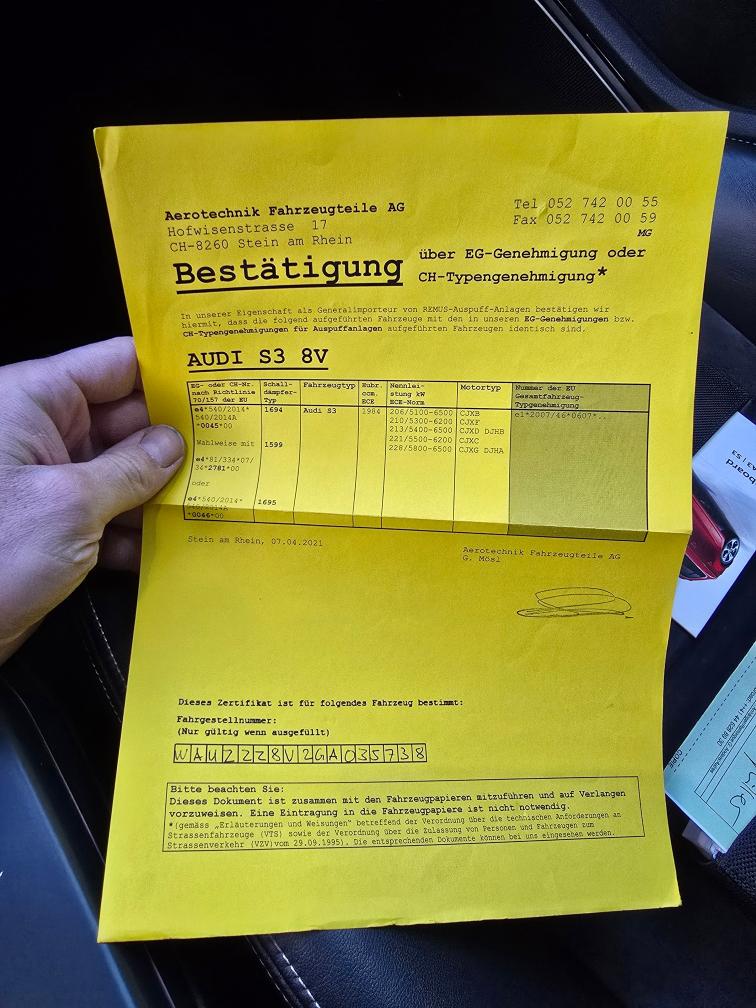 Aerotechnik Fahrzeugteile AG
Hofwisenstrasse 17
CH-8260 Stein am Rhein
Tel 052 742 00 55
Fax 052 742 00 59
MG
Bestätigung
über EG-Genehmigung oder
CH-Typengenehmigung*
In unserer Eigenschaft als Generalimporteur von REMUS-Auspuff-Anlagen bestätigen wir
hiermit, dass die folgend aufgeführten Fahrzeuge mit den in unseren EG-Genehmigungen bzw.
CH-Typengenehmigungen für Auspuffanlagen aufgeführten Fahrzeugen identisch sind.
AUDI S3 8V
EG- oder CH-Nr.
nach Richtlinie
70/157 der EU
Schall-
dämpfer-
Typ
Fahrzeugtyp
Hubr.
ccm.
ECE
Nennlei-
stung kW
ECE-Norm
Motortyp
Nummer der EU
Gesamtfahrzeug-
Typgenehmigung
e4*540/2014*
540/2014A
*0045*00
1694
Audi S3
1984
206/5100-6500
210/5300-6200
213/5400-6500
221/5500-6200
228/5800-6500
CJXB
CJXF
CJXD DJHB
CJXC
CJXG DJHA
e1*2007/46*0607*..
Wahlweise mit
1599
e4*81/334*07/
34*2781*00
oder
e4*540/2014*
540/2014A
*0046*00
1695
Stein am Rhein, 07.04.2021
Aerotechnik Fahrzeugteile AG
G. Mösl
Dieses Zertifikat ist für folgendes Fahrzeug bestimmt:
Fahrgestellnummer:
(Nur gültig wenn ausgefüllt)
WAUZZZ8V2GA035738
Bitte beachten Sie:
Dieses Dokument ist zusammen mit den Fahrzeugpapieren mitzuführen und auf Verlangen
vorzuweisen. Eine Eintragung in die Fahrzeugpapiere ist nicht notwendig.
*(gemäss „Erläuterungen und Weisungen" betreffend der Verordnung über die technischen Anforderungen an
Strassenfahrzeuge (VTS) sowie der Verordnung über die Zulassung von Personen und Fahrzeugen zum
Strassenverkehr (VZV) vom 29.09.1995). Die entsprechenden Dokumente können bei uns eingesehen werden.
board
A3 | S3